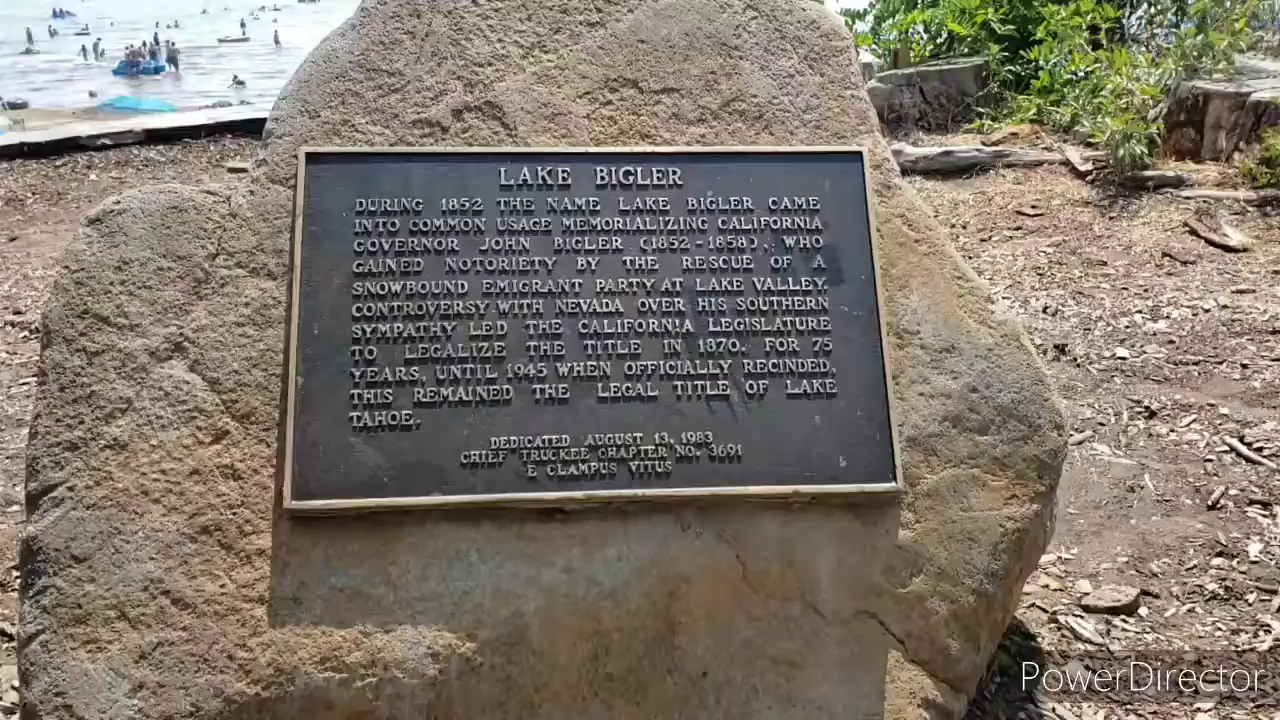 LAKE BIGLER
DURING 1852 THE NAME LAKE BIGLER CAME
INTO COMMON USAGE MEMORIALIZING CALIFORNIA
GOVERNOR JOHN BIGLER (1852-1858), WHO
GAINED NOTORIETY BY THE RESCUE OF A
SNOWBOUND EMIGRANT PARTY AT LAKE VALLEY.
CONTROVERSY WITH NEVADA OVER HIS SOUTHERN
SYMPATHY LED THE CALIFORNIA LEGISLATURE
TO LEGALIZE THE TITLE IN 1870. FOR 75
YEARS, UNTIL 1945 WHEN OFFICIALLY RECINDED,
THIS REMAINED THE LEGAL TITLE OF LAKE
TAHOE.
DEDICATED AUGUST 13, 1983
CHIEF TRUCKEE CHAPTER NO. 3691
E CLAMPUS VITUS
PowerDirector